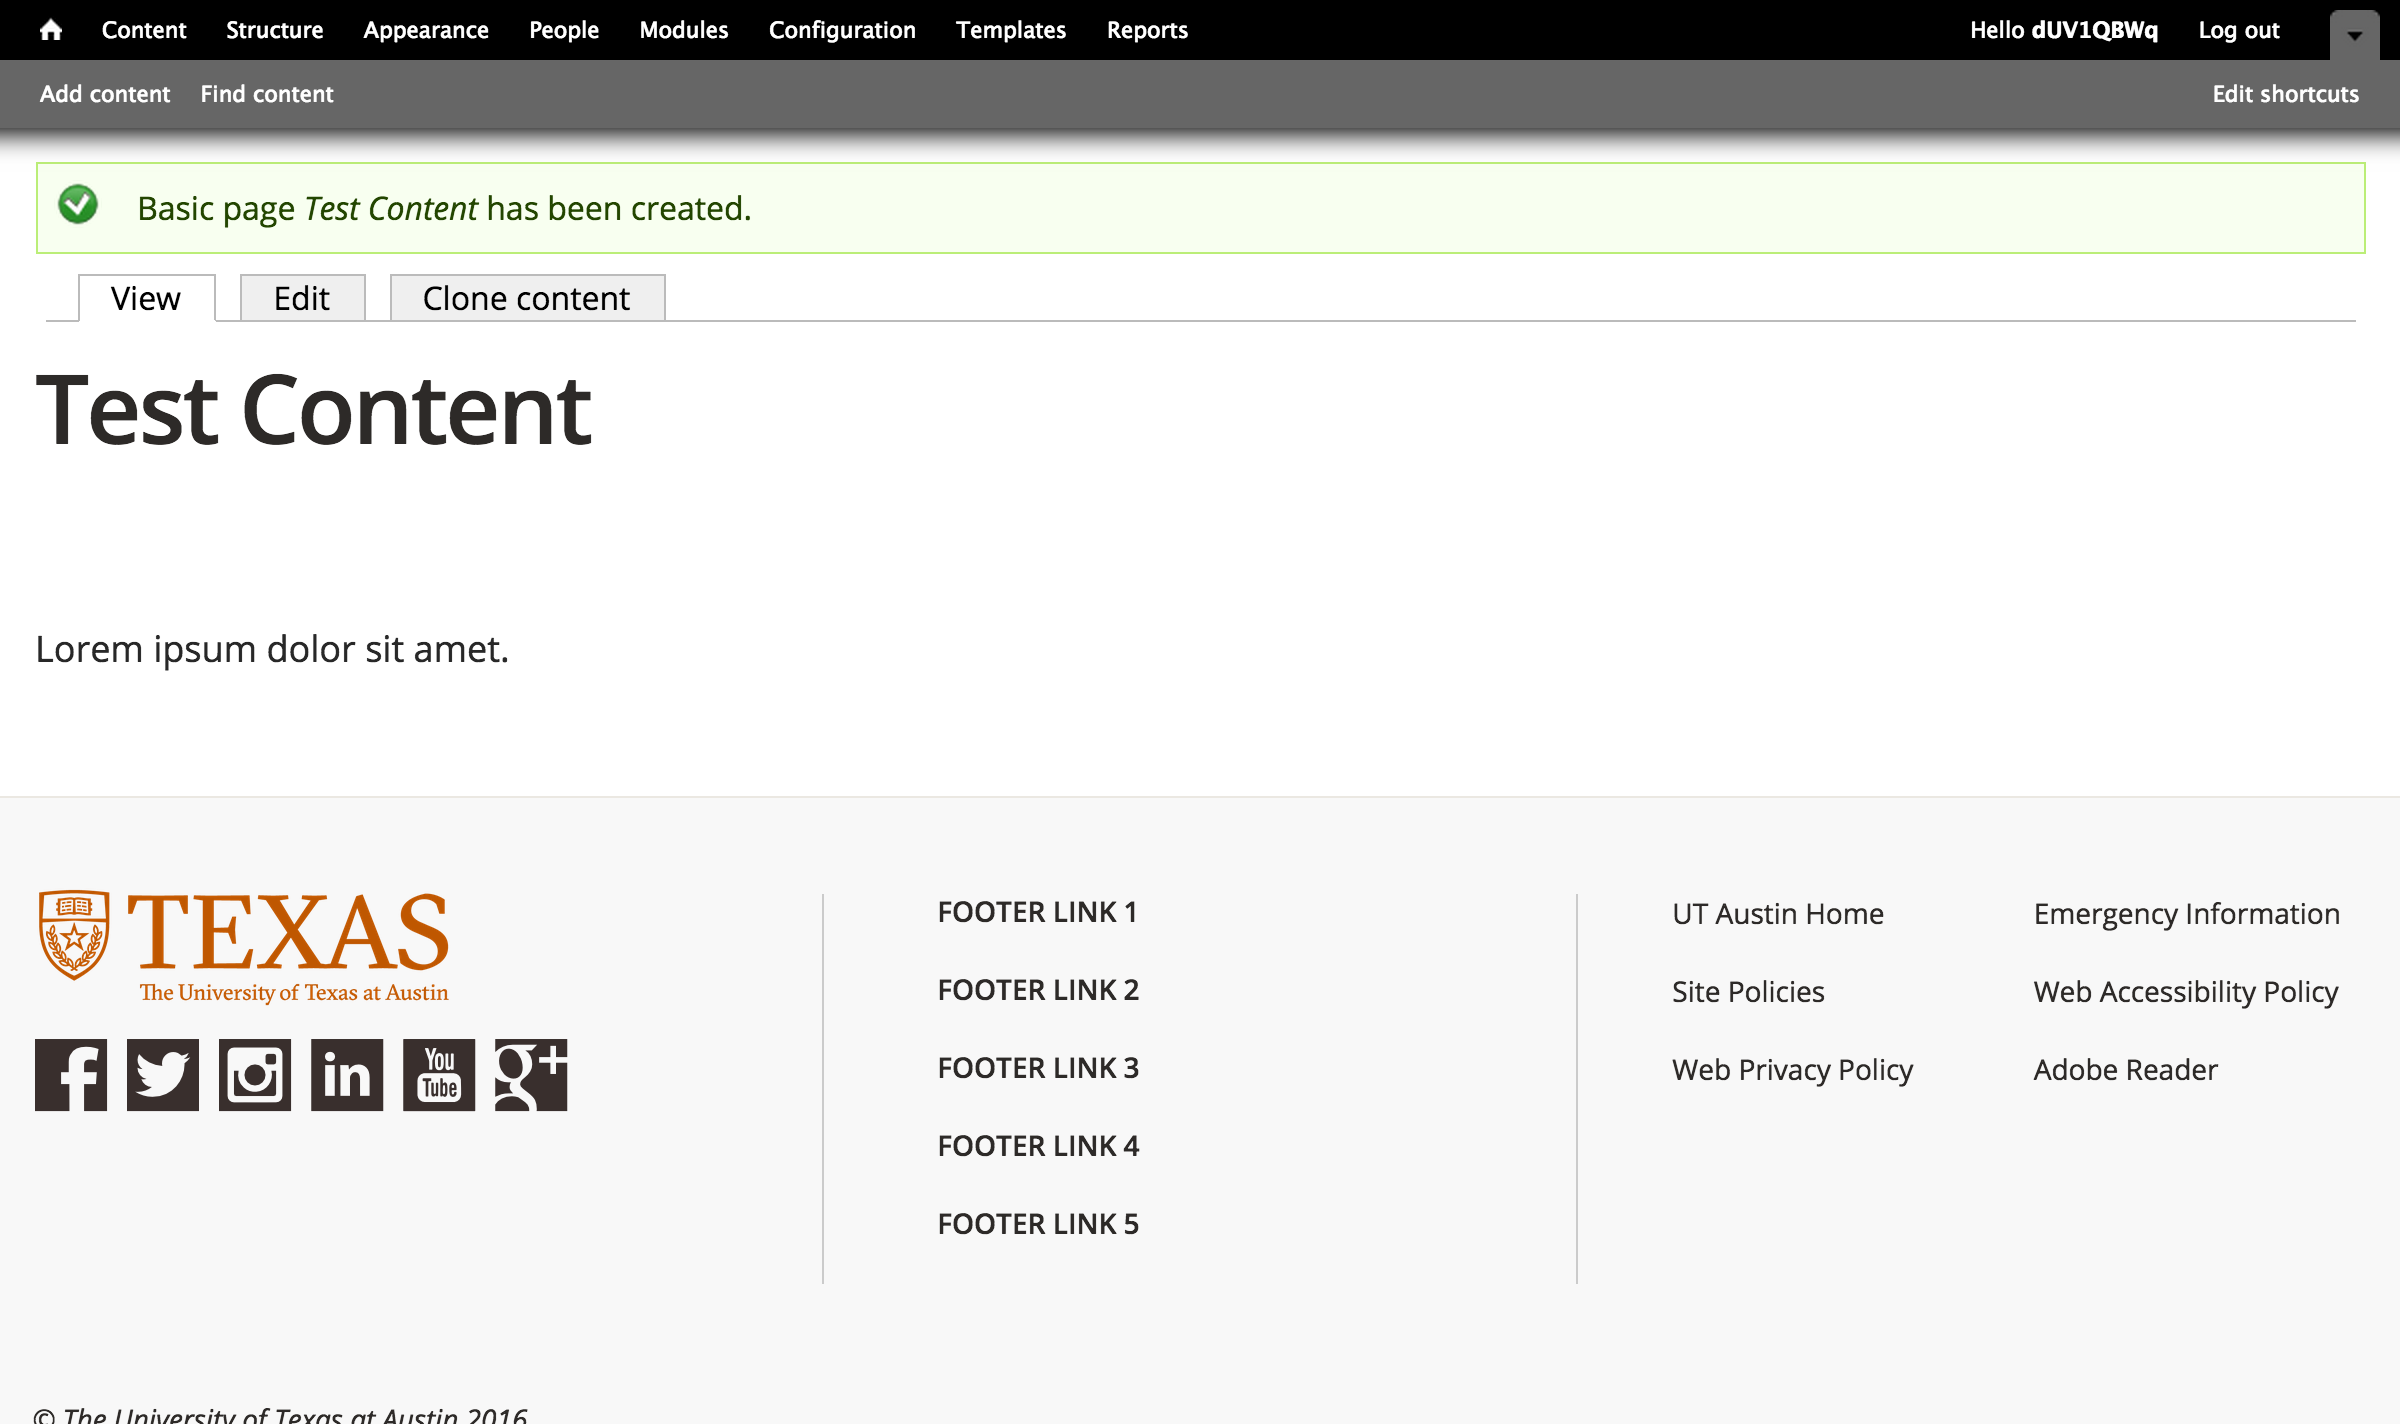 Content Structure Appearance People Modules Configuration Templates Reports Hello dUV1QBWq Log out
Add content Find content Edit shortcuts
Basic page Test Content has been created.
View Edit Clone content
Test Content
Lorem ipsum dolor sit amet.
TEXAS
The University of Texas at Austin
f in You Tube g+
FOOTER LINK 1
FOOTER LINK 2
FOOTER LINK 3
FOOTER LINK 4
FOOTER LINK 5
UT Austin Home Emergency Information
Site Policies Web Accessibility Policy
Web Privacy Policy Adobe Reader
© The University of Texas at Austin 2016